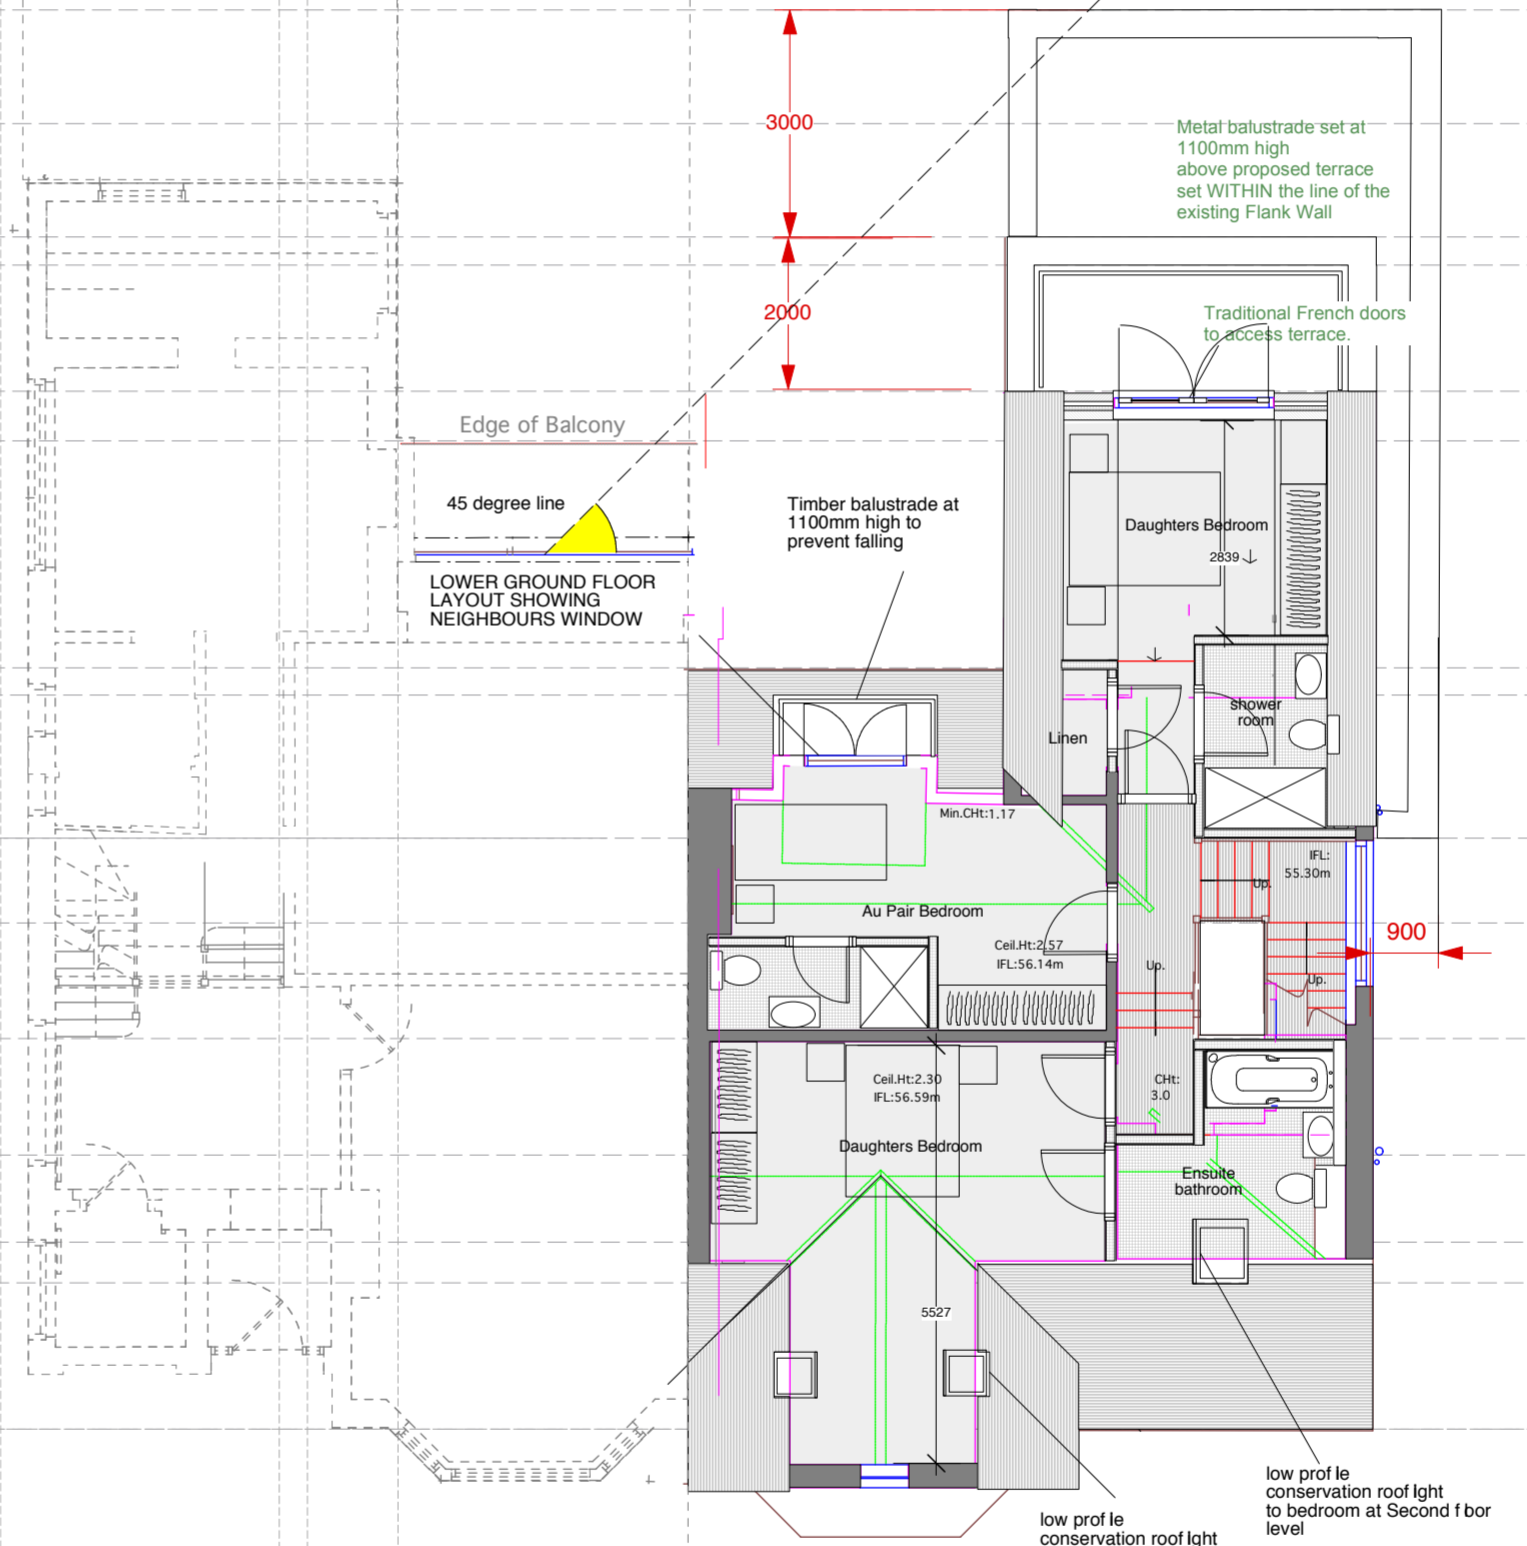 3000
Metal balustrade set at
1100mm high
above proposed terrace
set WITHIN the line of the
existing Flank Wall
2000
Traditional French doors
to access terrace.
Edge of Balcony
45 degree line
Timber balustrade at
1100mm high to
prevent falling
Daughters Bedroom
2839
LOWER GROUND FLOOR
LAYOUT SHOWING
NEIGHBOURS WINDOW
shower
room
Linen
Min.CHt:1.17
IFL:
55.30m
Up.
Au Pair Bedroom
900
Ceil.Ht:2.57
IFL:56.14m
Up.
Up.
Ceil.Ht:2.30
IFL:56.59m
CHt:
3.0
Daughters Bedroom
Ensuite
bathroom
5527
low prof le
conservation roof lght
to bedroom at Second f bor
level
low prof le
conservation roof lght